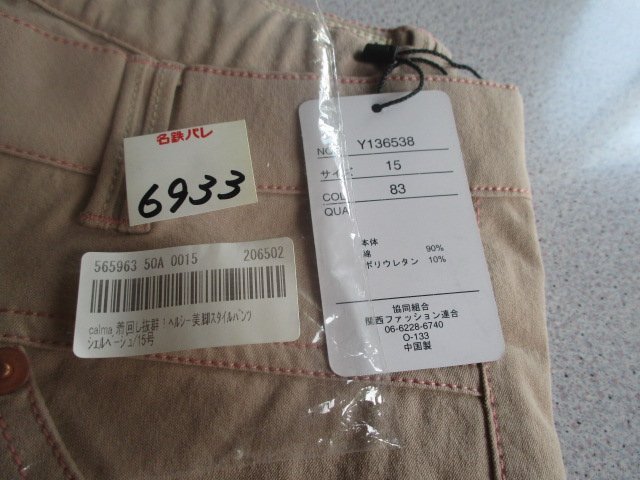 名鉄パレ
6933
565963 50A 0015 206502
calma 着回し抜群！ヘルシー美脚スタイルパンツ
シェルベージュ/15号
NO. Y136538
サイズ 15
COL 83
QUA
本体
綿 90%
ポリウレタン 10%
協同組合
関西ファッション連合
06-6228-6740
O-133
中国製